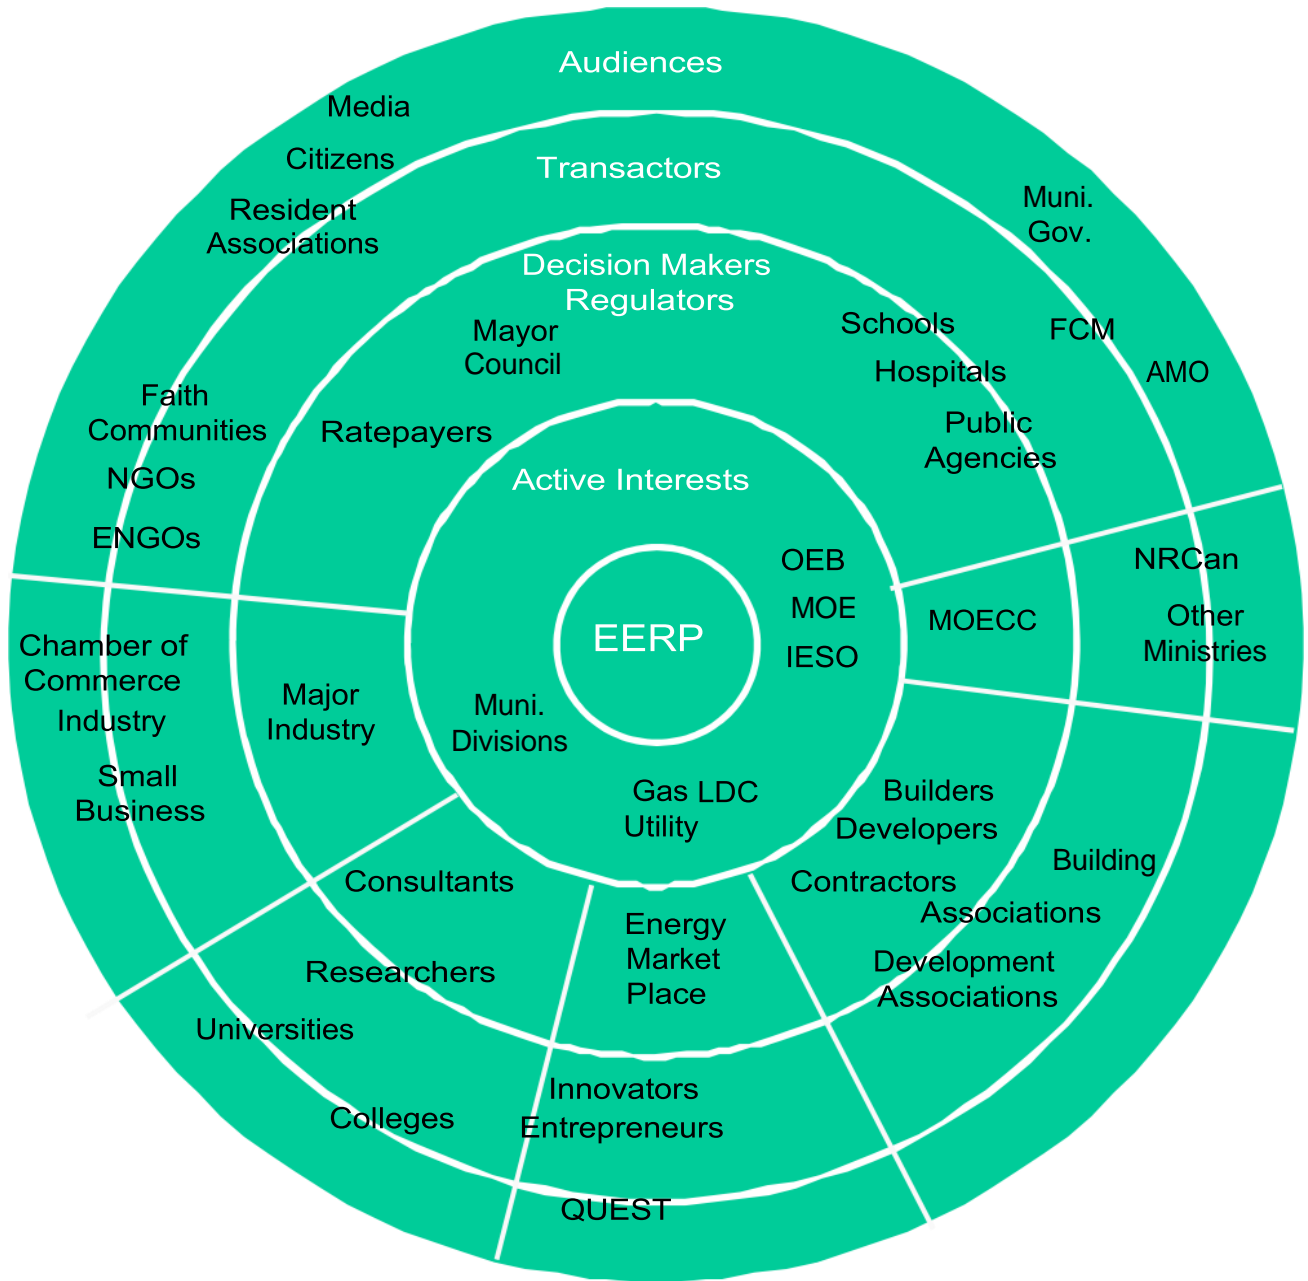 Audiences
Media
Citizens
Transactors
Resident
Associations
Muni.
Gov.
Decision Makers
Regulators
Mayor
Council
Schools
FCM
Hospitals
AMO
Faith
Communities
Ratepayers
Public
Agencies
NGOs
Active Interests
ENGOs
OEB
NRCan
MOE
MOECC
Other
Ministries
EERP
IESO
Chamber of
Commerce
Industry
Major
Industry
Muni.
Divisions
Small
Business
Gas LDC
Utility
Builders
Developers
Building
Consultants
Contractors
Associations
Energy
Market
Place
Researchers
Development
Associations
Universities
Innovators
Entrepreneurs
Colleges
QUEST